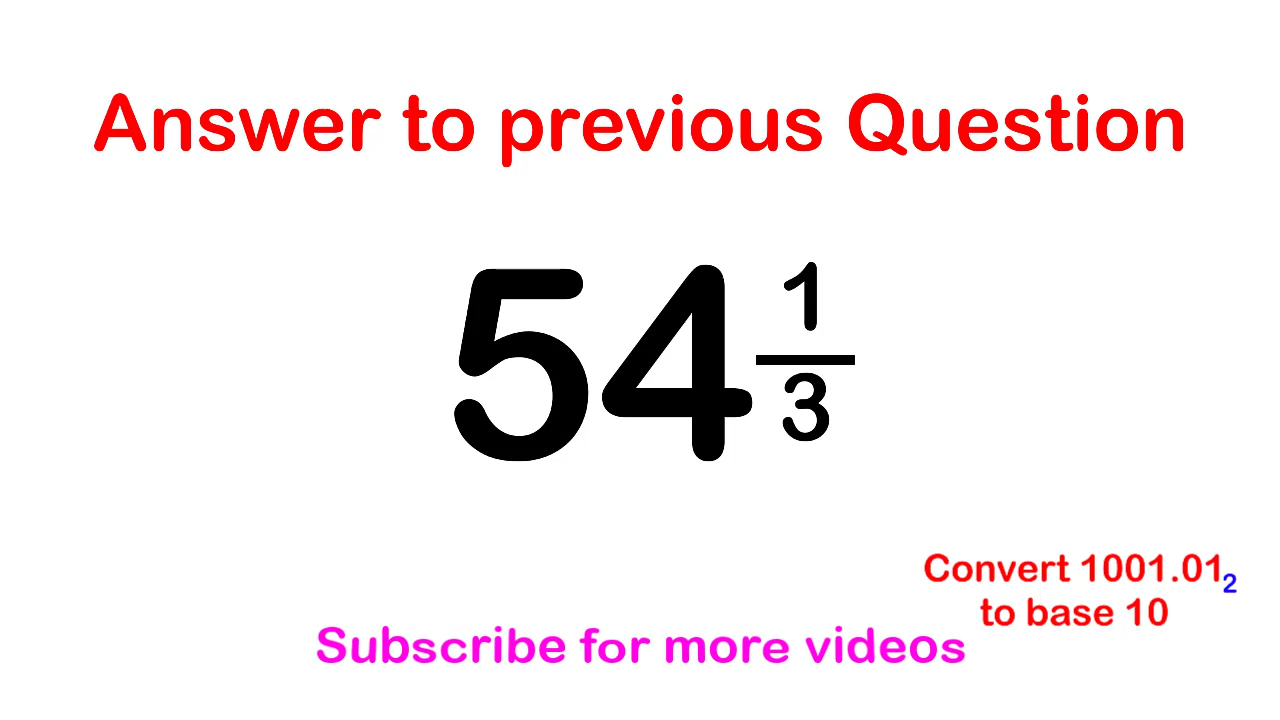 Answer to previous Question
54 1/3
Convert 1001.01₂
to base 10
Subscribe for more videos